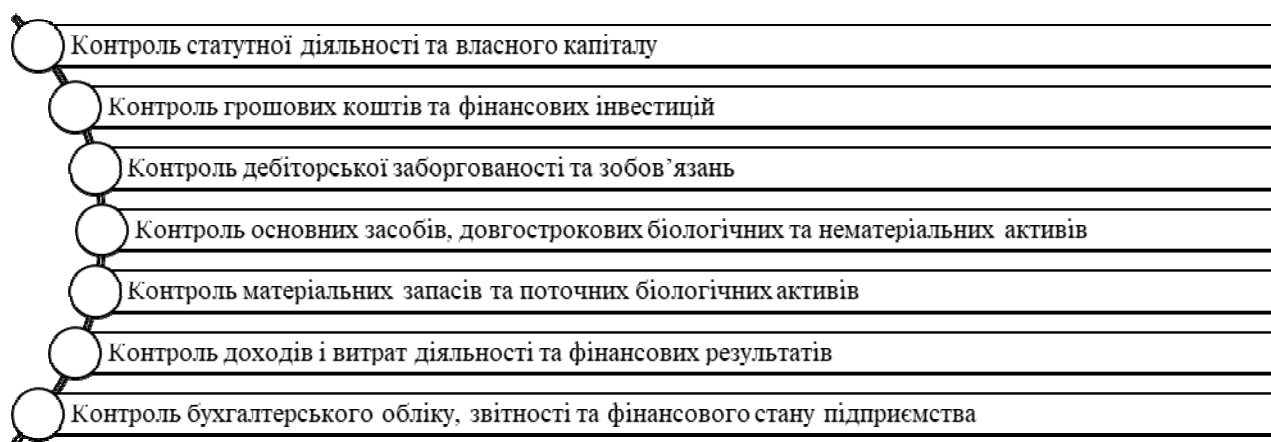 Контроль статутної діяльності та власного капіталу
Контроль грошових коштів та фінансових інвестицій
Контроль дебіторської заборгованості та зобов’язань
Контроль основних засобів, довгострокових біологічних та нематеріальних активів
Контроль матеріальних запасів та поточних біологічних активів
Контроль доходів і витрат діяльності та фінансових результатів
Контроль бухгалтерського обліку, звітності та фінансового стану підприємства